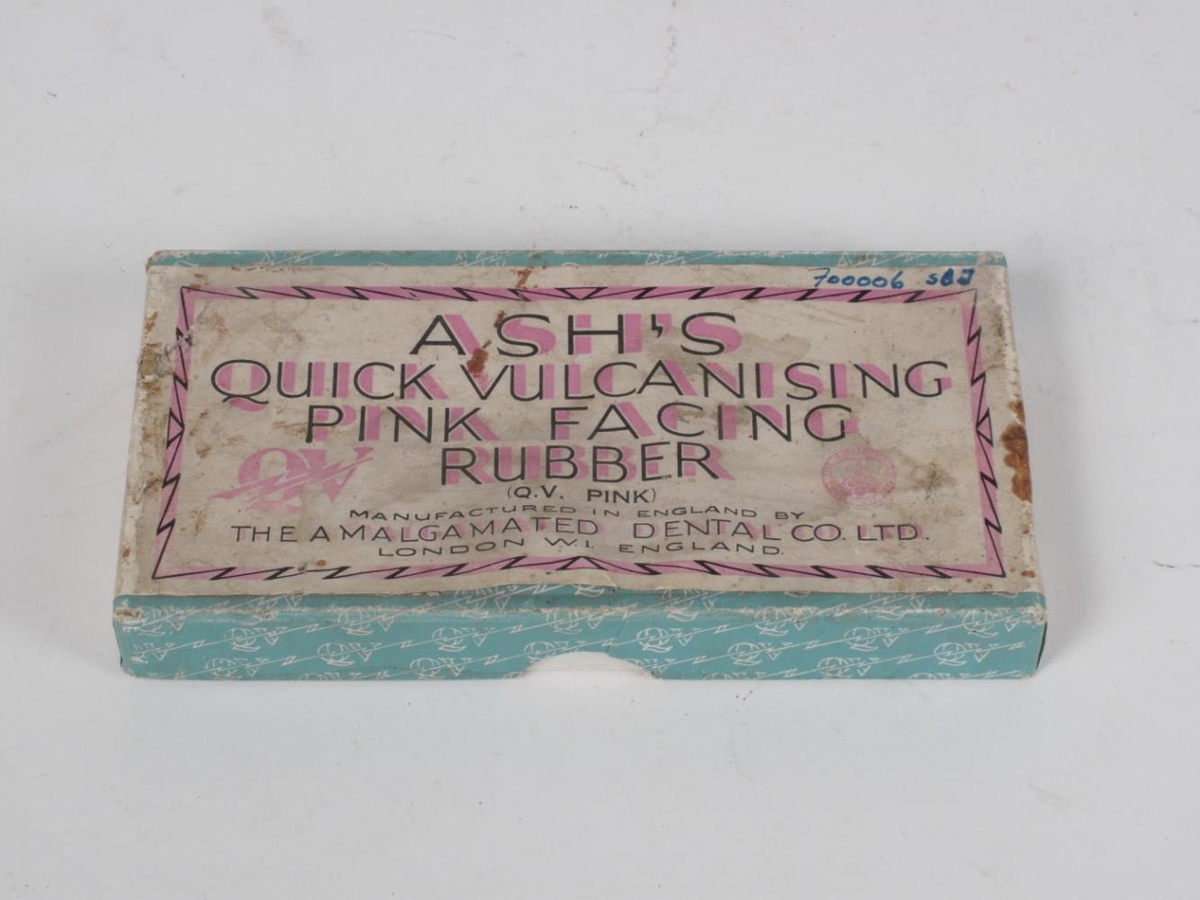 700006
ASH'S
QUICK VULCANISING
PINK FACING
RUBBER
QV
(Q.V. PINK)
MANUFACTURED IN ENGLAND BY
THE AMALGAMATED DENTAL CO. LTD.
LONDON W.1. ENGLAND.